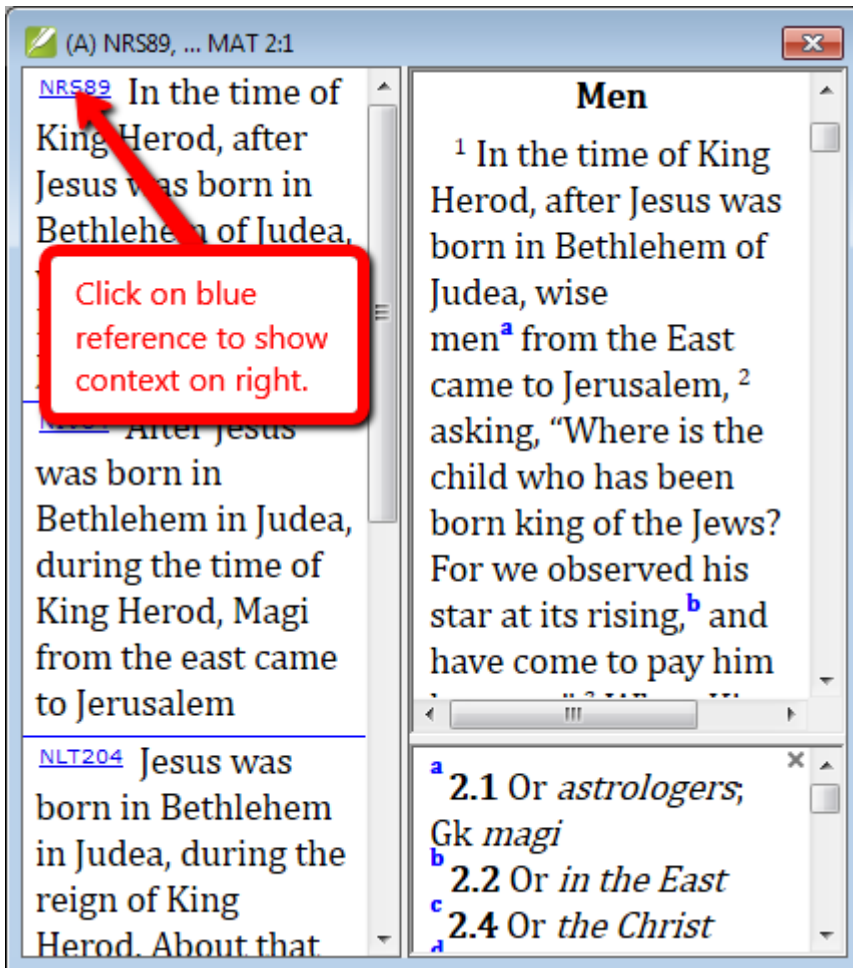 (A) NRS89, ... MAT 2:1
NRS89 In the time of
King Herod, after
Jesus was born in
Bethlehem of Judea,
Click on blue
reference to show
context on right.
After Jesus
was born in
Bethlehem in Judea,
during the time of
King Herod, Magi
from the east came
to Jerusalem
NLT204 Jesus was
born in Bethlehem
in Judea, during the
reign of King
Herod. About that
Men
1 In the time of King
Herod, after Jesus was
born in Bethlehem of
Judea, wise
men a from the East
came to Jerusalem, 2
asking, “Where is the
child who has been
born king of the Jews?
For we observed his
star at its rising, b and
have come to pay him
a 2.1 Or astrologers;
Gk magi
b 2.2 Or in the East
c 2.4 Or the Christ
d